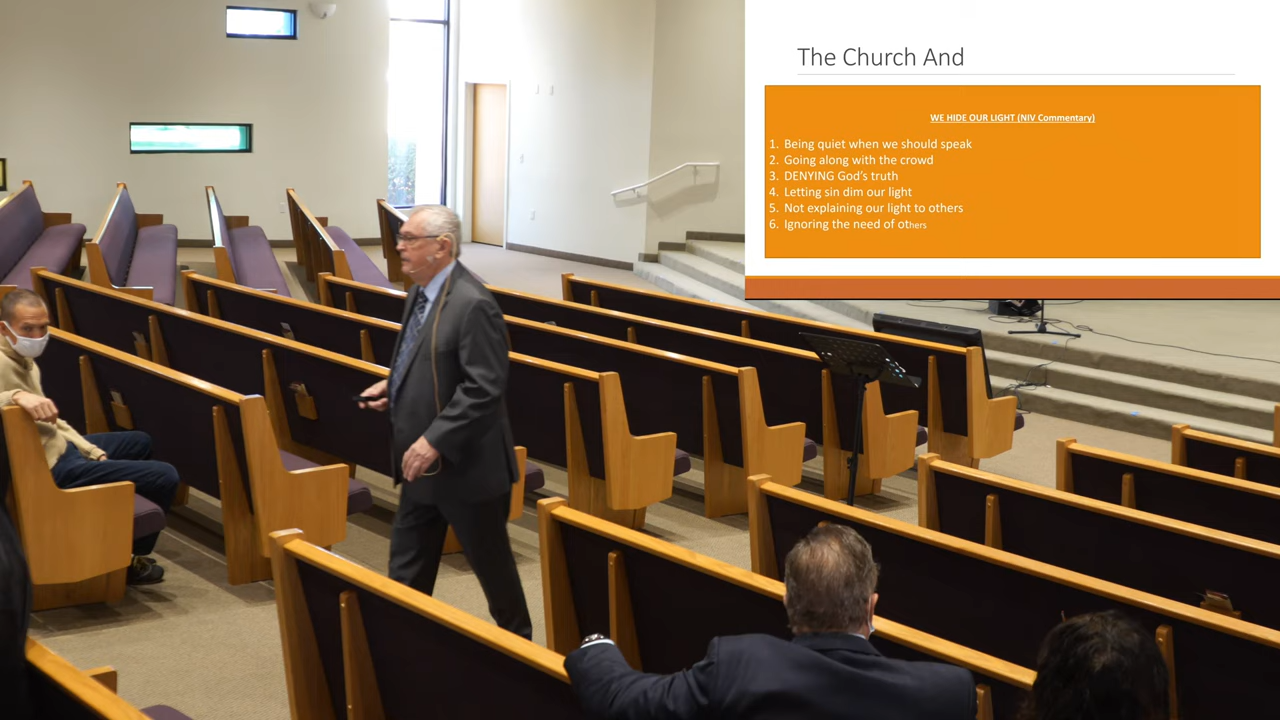 The Church And
WE HIDE OUR LIGHT (NIV Commentary)
1. Being quiet when we should speak
2. Going along with the crowd
3. DENYING God's truth
4. Letting sin dim our light
5. Not explaining our light to others
6. Ignoring the need of others